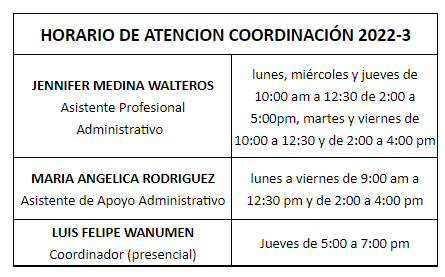 HORARIO DE ATENCION COORDINACIÓN 2022-3
JENNIFER MEDINA WALTEROS
Asistente Profesional
Administrativo
lunes, miércoles y jueves de
10:00 am a 12:30 de 2:00 a
5:00pm, martes y viernes de
10:00 a 12:30 y de 2:00 a 4:00 pm
MARIA ANGELICA RODRIGUEZ
Asistente de Apoyo Administrativo
lunes a viernes de 9:00 am a
12:30 pm y de 2:00 a 4:00 pm
LUIS FELIPE WANUMEN
Coordinador (presencial)
Jueves de 5:00 a 7:00 pm